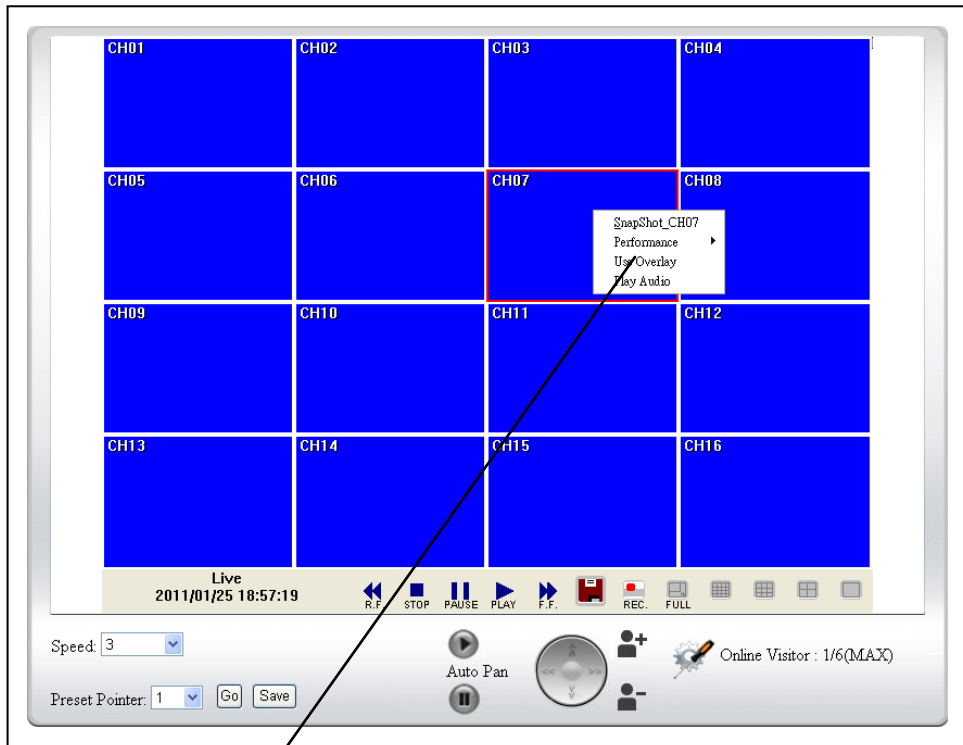 CH01 CH02 CH03 CH04
CH05 CH06 CH07 CH08
SnapShot_CH07
Performance
Use Overlay
Play Audio
CH09 CH10 CH11 CH12
CH13 CH14 CH15 CH16
Live
2011/01/25 18:57:19
R.F. STOP PAUSE PLAY F.F. REC. FULL
Speed: 3
Auto Pan
Online Visitor : 1/6(MAX)
Preset Pointer: 1 Go Save